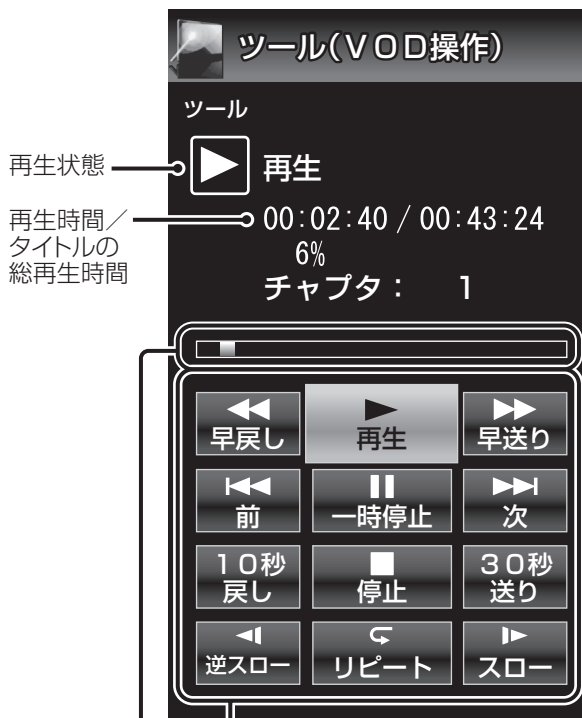 ツール(VOD操作)
ツール
再生状態
再生
再生時間／
タイトルの
総再生時間
00:02:40 / 00:43:24
6%
チャプタ： 1
早戻し
再生
早送り
前
一時停止
次
10秒
戻し
停止
30秒
送り
逆スロー
リピート
スロー